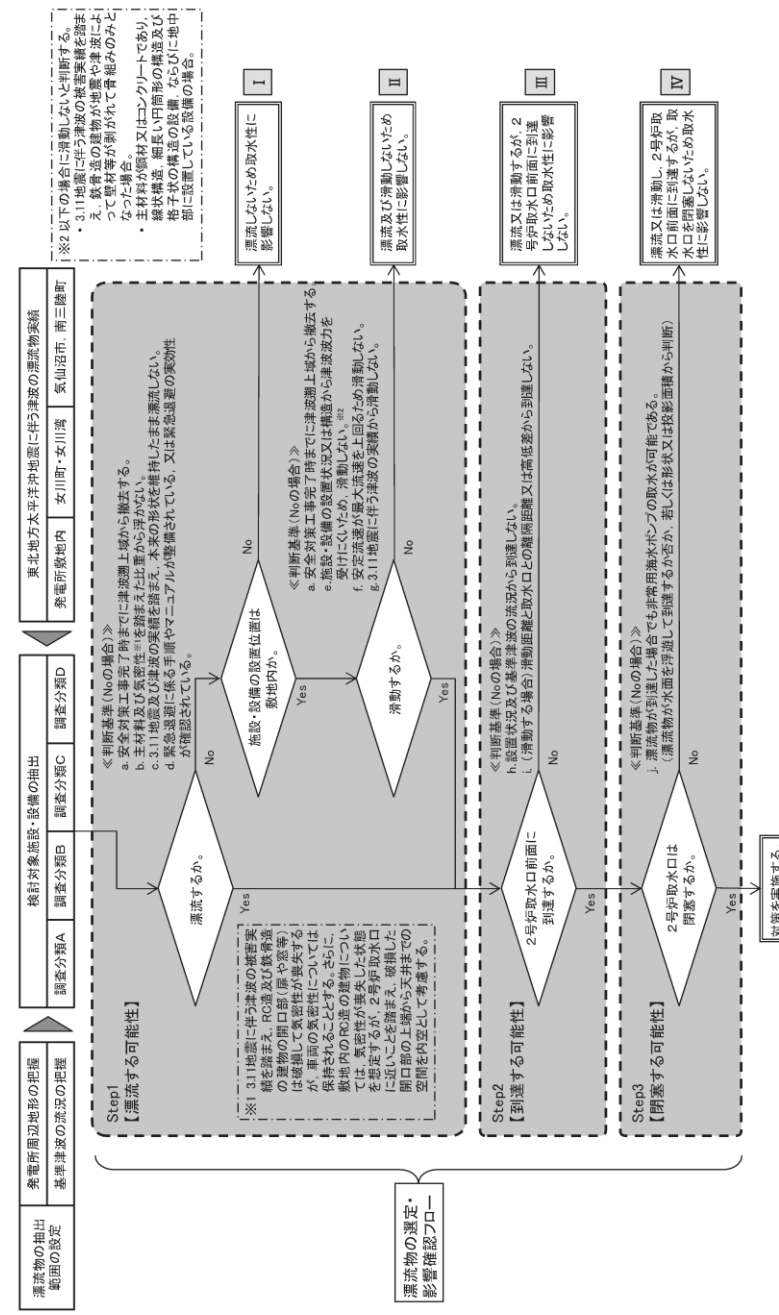 漂流物の抽出
範囲の設定
発電所周辺地形の把握
基準津波の流況の把握
検討対象施設・設備の抽出
調査分類A
調査分類B
調査分類C
調査分類D
東北地方太平洋沖地震に伴う津波の漂流物実績
発電所敷地内
女川町・女川湾
気仙沼市，南三陸町
※2 以下の場合に滑動しないと判断する。
・3.11地震に伴う津波の被害実績を踏ま
え，鉄骨造の建物が地震や津波によ
って壁材等が剥がれて骨組みのみと
なった場合。
・主材料が鋼材又はコンクリートであり，
線状構造，細長い円筒形の構造及び
格子状の構造の設備，ならびに地中
部に設置している設備の場合。
漂流物の選定・
影響確認フロー
Step1
【漂流する可能性】
漂流するか。
No
Yes
≪判断基準（Noの場合）≫
a. 安全対策工事完了時までに津波遡上域から撤去する。
b. 主材料及び気密性※1を踏まえた比重から浮かない。
c. 3.11地震及び津波の実績を踏まえ，本来の形状を維持したまま漂流しない。
d. 緊急退避に係る手順やマニュアルが整備されている，又は緊急退避の実効性
が確認されている。
※1 3.11地震に伴う津波の被害実
績を踏まえ，RC造及び鉄骨造
の建物の開口部（扉や窓等）
は破損して気密性が喪失する
が，車両の気密性については，
保持されることとする。さらに，
敷地内のRC造の建物につい
ては，気密性が喪失した状態
を想定するが，2号炉取水口
に近いことを踏まえ，破損した
開口部の上端から天井までの
空間を内空として考慮する。
施設・設備の設置位置は
敷地内か。
No
Yes
漂流しないため取水性に
影響しない。
Ⅰ
≪判断基準（Noの場合）≫
a. 安全対策工事完了時までに津波遡上域から撤去する
e. 施設・設備の設置状況又は構造から津波波力を
受けにくいため，滑動しない。※2
f. 安定流速が最大流速を上回るため滑動しない。
g. 3.11地震に伴う津波の実績から滑動しない。
滑動するか。
No
Yes
漂流及び滑動しないため
取水性に影響しない。
Ⅱ
Step2
【到達する可能性】
2号炉取水口前面に
到達するか。
No
Yes
≪判断基準（Noの場合）≫
h. 設置状況及び基準津波の流況から到達しない。
i. （滑動する場合）滑動距離と取水口との離隔距離又は高低差から到達しない。
漂流又は滑動するが，2
号炉取水口前面に到達
しないため取水性に影響
しない。
Ⅲ
Step3
【閉塞する可能性】
2号炉取水口は
閉塞するか。
No
Yes
≪判断基準（Noの場合）≫
j. 漂流物が到達した場合でも非常用海水ポンプの取水が可能である。
（漂流物が水面を浮遊して到達するか否か，若しくは形状又は投影面積から判断）
漂流又は滑動し，2号炉取
水口前面に到達するが，取
水口を閉塞しないため取水
性に影響しない。
Ⅳ
対策を実施する